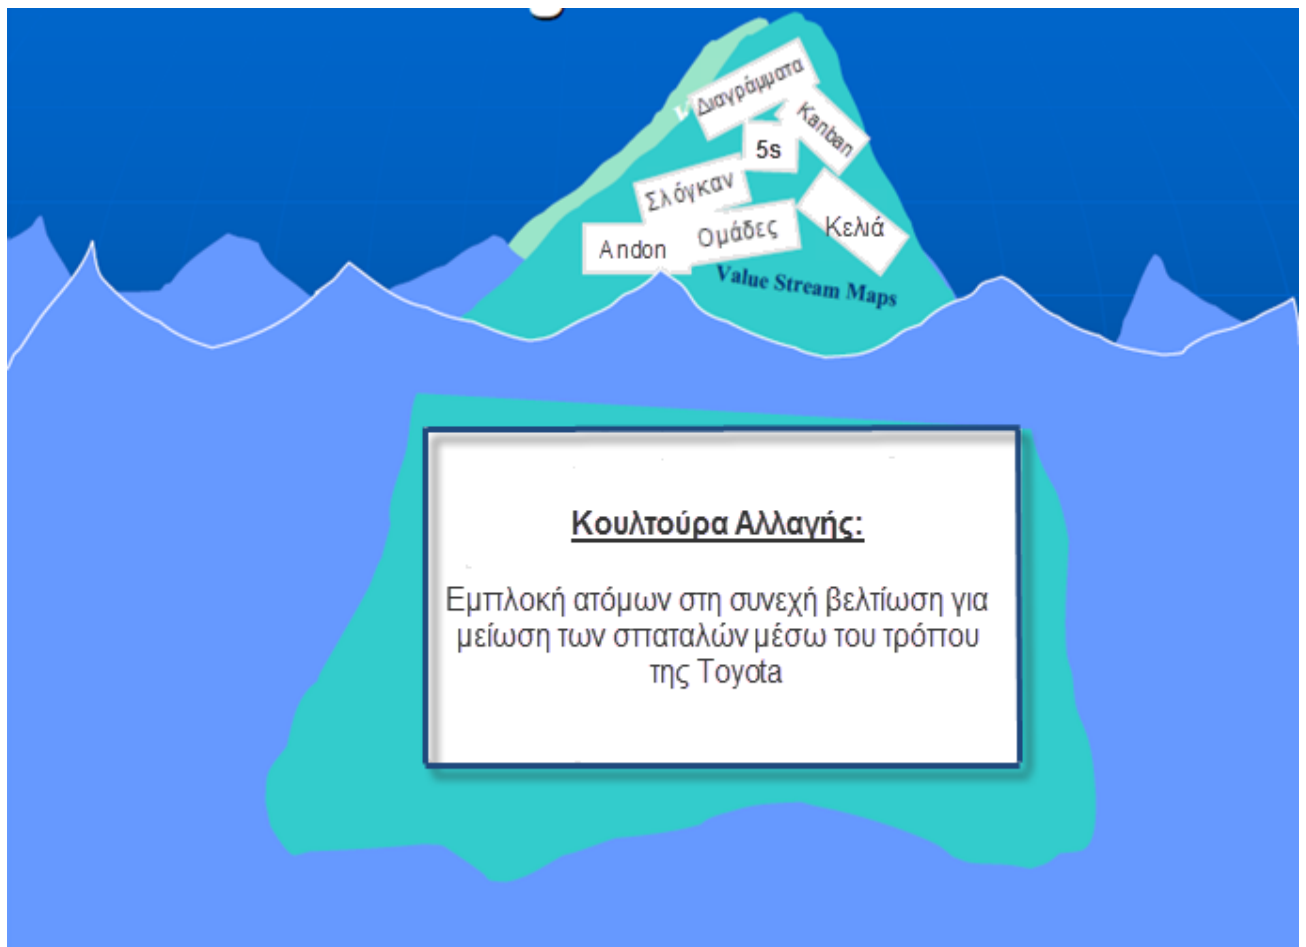 Διαγράμματα
Kanban
5s
Σλόγκαν
Κελιά
Ομάδες
Andon
Value Stream Maps
Κουλτούρα Αλλαγής:
Εμπλοκή ατόμων στη συνεχή βελτίωση για
μείωση των σπαταλών μέσω του τρόπου
της Toyota